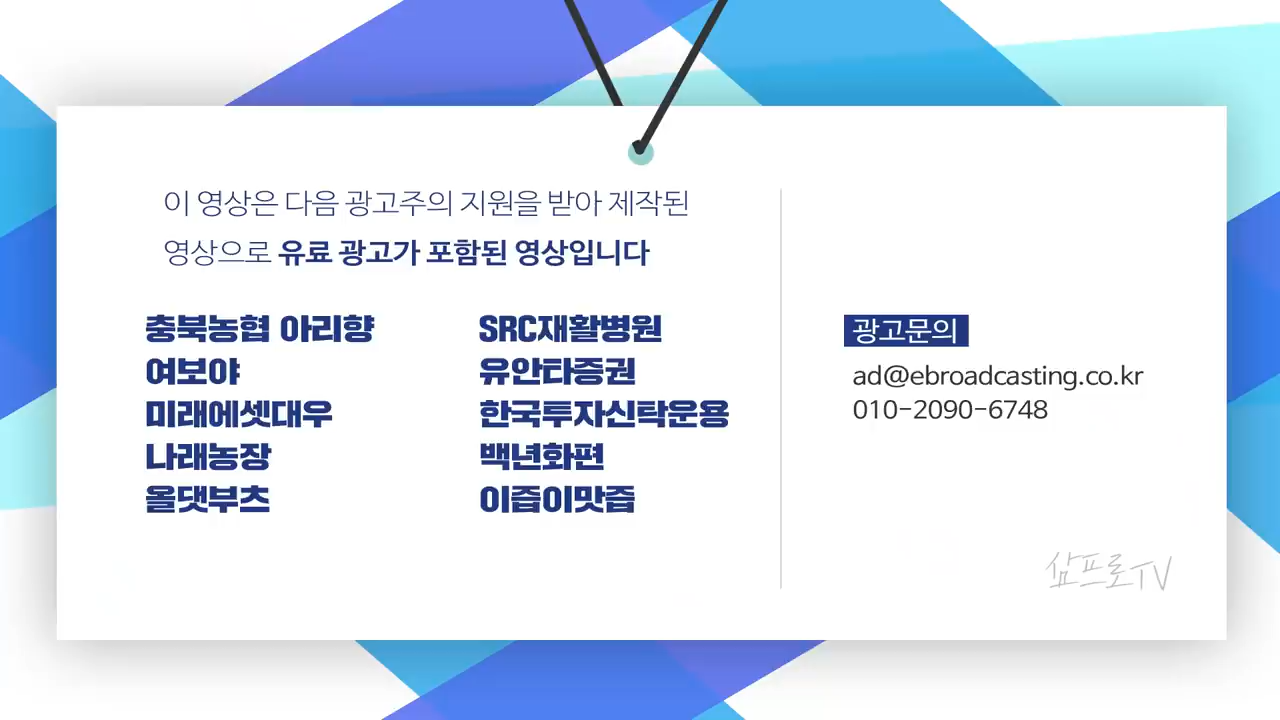 이 영상은 다음 광고주의 지원을 받아 제작된
영상으로 유료 광고가 포함된 영상입니다
충북농협 아리향
여보야
미래에셋대우
나래농장
올댓부츠
SRC재활병원
유안타증권
한국투자신탁운용
백년화편
이즙이맛즙
광고문의
ad@ebroadcasting.co.kr
010-2090-6748
삼프로TV